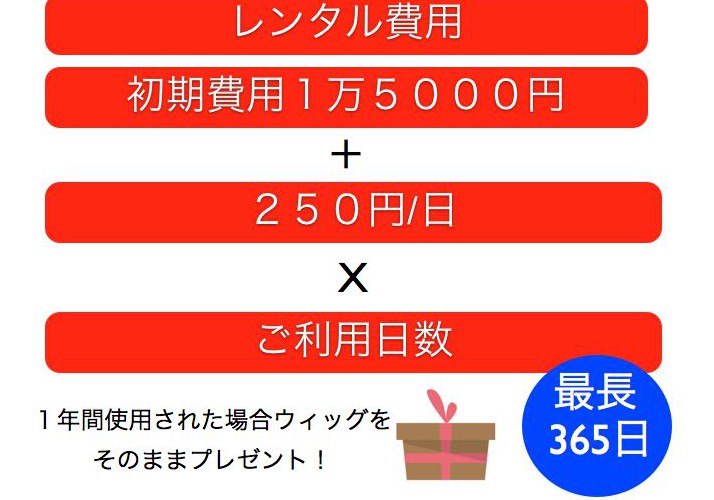 レンタル費用
初期費用１万５０００円
＋
２５０円/日
X
ご利用日数
最長
365日
１年間使用された場合ウィッグを
そのままプレゼント！